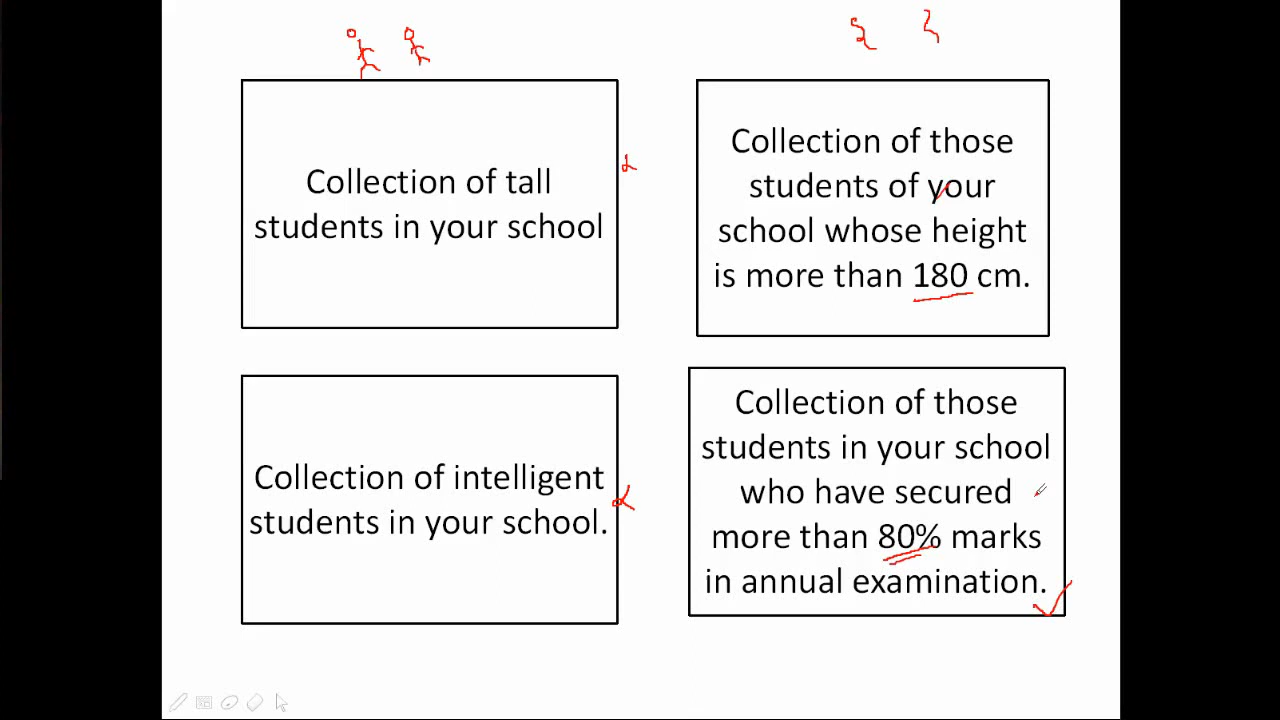 Collection of tall
students in your school
Collection of those
students of your
school whose height
is more than 180 cm.
Collection of intelligent
students in your school.
Collection of those
students in your school
who have secured
more than 80% marks
in annual examination.